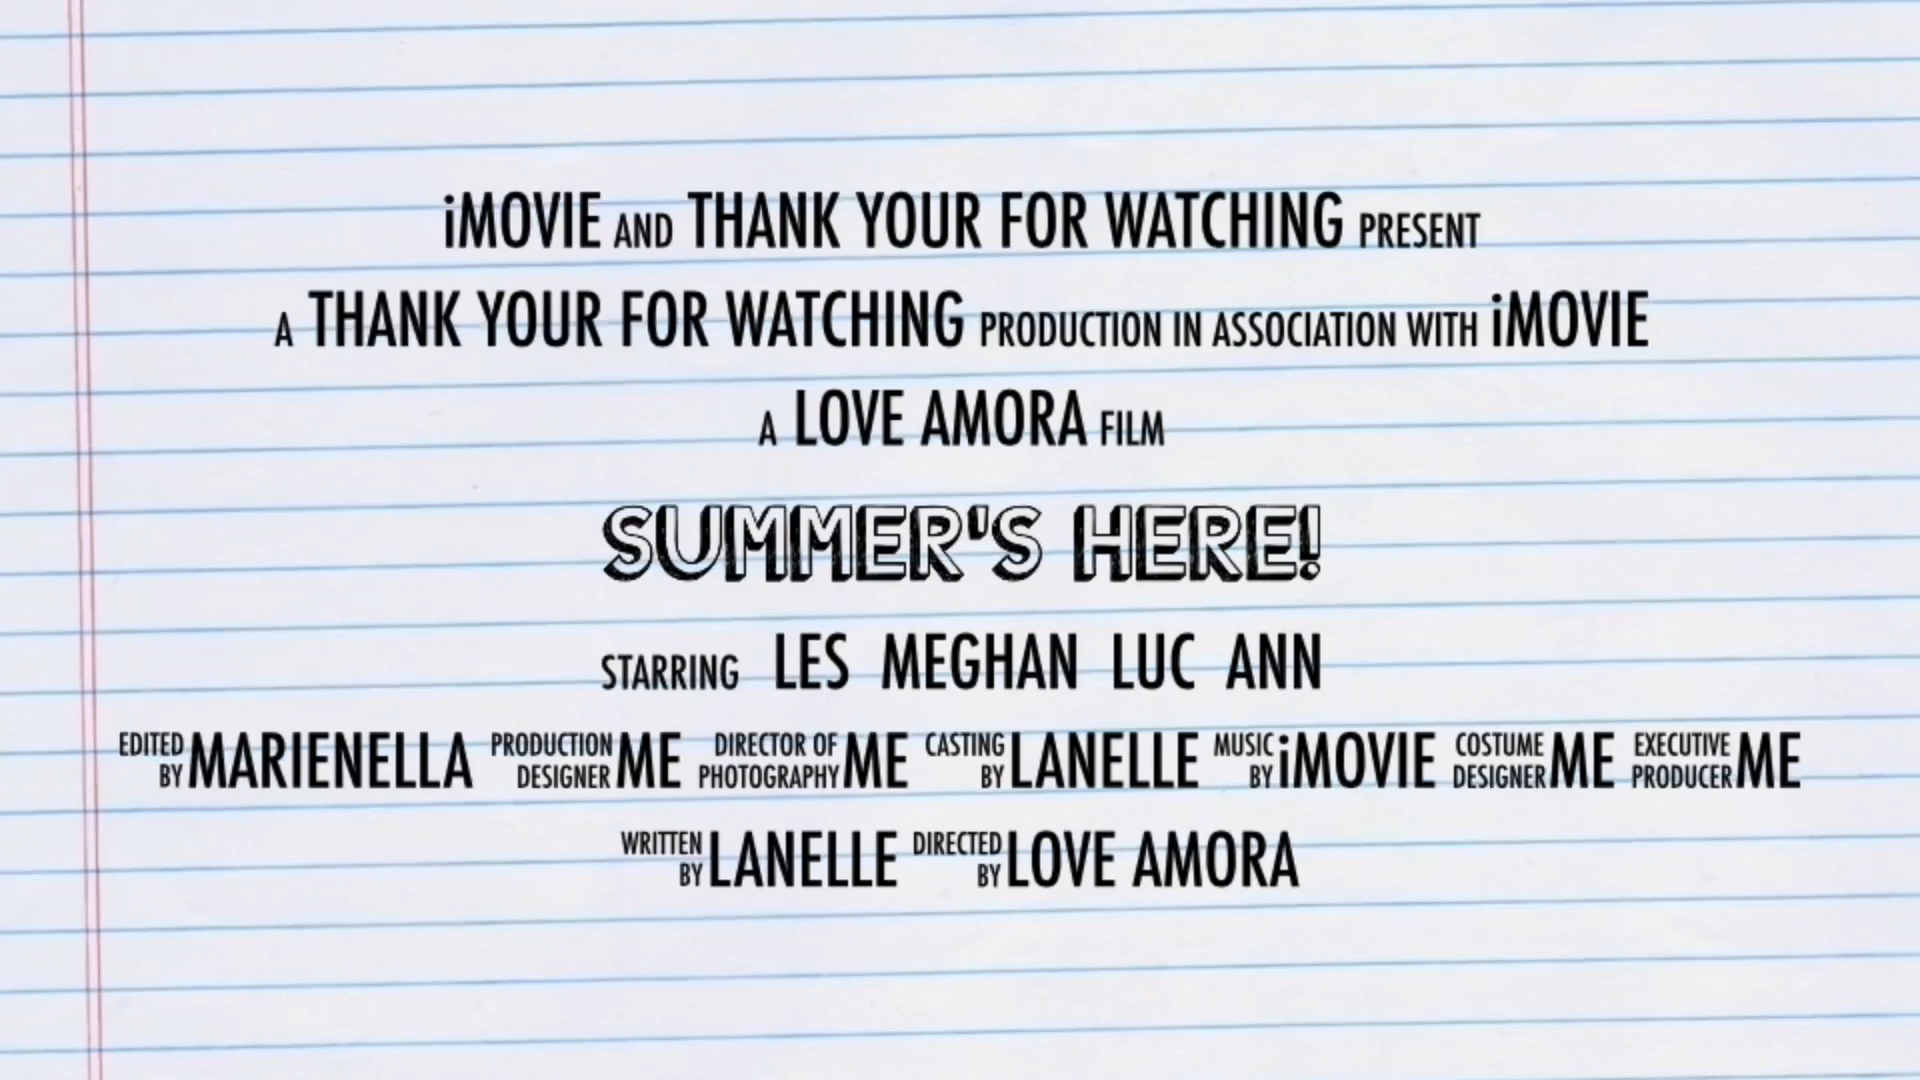 iMOVIE AND THANK YOUR FOR WATCHING PRESENT
A THANK YOUR FOR WATCHING PRODUCTION IN ASSOCIATION WITH iMOVIE
A LOVE AMORA FILM
SUMMER'S HERE!
STARRING LES MEGHAN LUC ANN
EDITED BY MARIENELLA PRODUCTION DESIGNER ME DIRECTOR OF PHOTOGRAPHY ME CASTING BY LANELLE MUSIC BY iMOVIE COSTUME DESIGNER ME EXECUTIVE PRODUCER ME
WRITTEN BY LANELLE DIRECTED BY LOVE AMORA